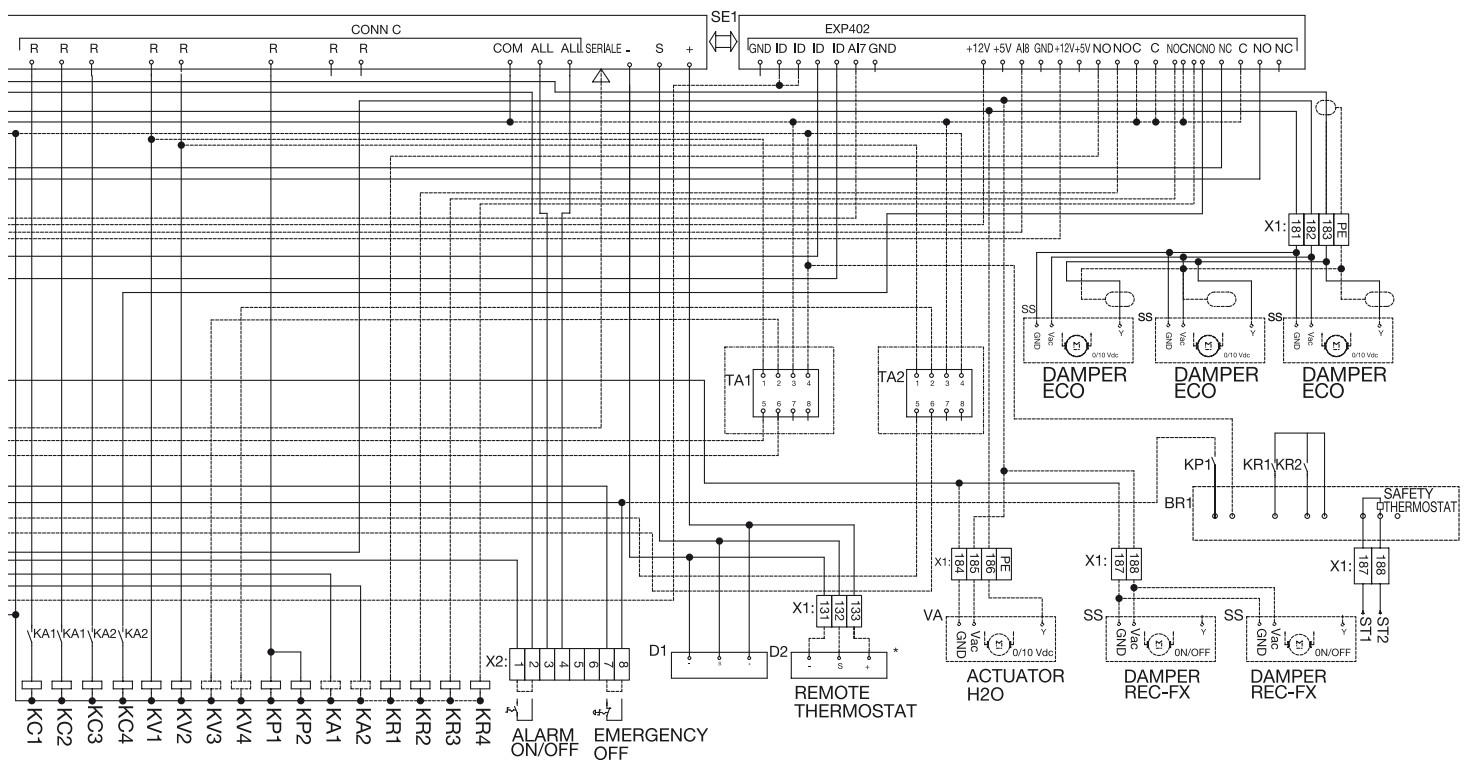 SE1
CONN C
EXP402
R R R R R R R R R COM ALL ALL SERIALE - S +
GND ID ID ID ID AI7 GND +12V +5V AI8 GND +12V +5V NO NO C C NO C NC NC NO NC C NO NC
X1: 181 182 183 PE
SS SS SS
GND Vac Y GND Vac Y GND Vac Y
0/10 Vdc 0/10 Vdc 0/10 Vdc
DAMPER ECO
DAMPER ECO
DAMPER ECO
TA1
1 2 3 4
5 6 7 8
TA2
1 2 3 4
5 6 7 8
KP1 KR1 KR2
BR1
SAFETY
THERMOSTAT
X1: 184 185 186 PE
X1: 187 188
X1: 187 188
ST1 ST2
X1: 131 132 133
KA1 KA1 KA2 KA2
X2: 1 2 3 4 5 6 7 8
D1
- s -
D2
- S +
*
REMOTE
THERMOSTAT
VA
GND Vac Y
0/10 Vdc
ACTUATOR
H2O
SS
GND Vac Y
0N/OFF
DAMPER
REC-FX
SS
GND Vac Y
0N/OFF
DAMPER
REC-FX
KC1 KC2 KC3 KC4 KV1 KV2 KV3 KV4 KP1 KP2 KA1 KA2 KR1 KR2 KR3 KR4
ALARM
ON/OFF
EMERGENCY
OFF